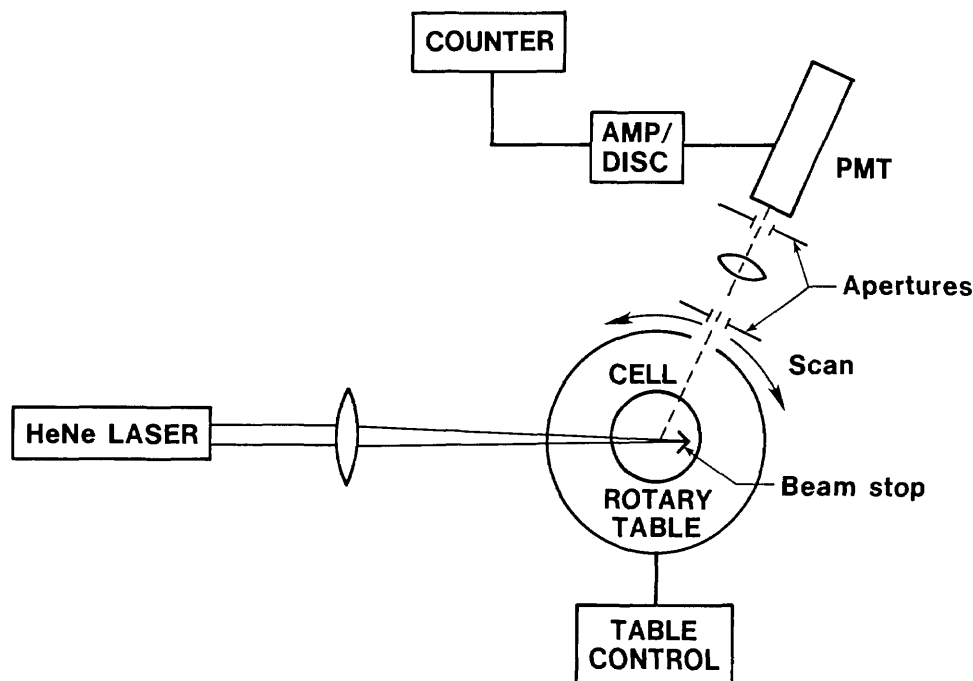 COUNTER
AMP/
DISC
PMT
Apertures
Scan
CELL
HeNe LASER
Beam stop
ROTARY
TABLE
TABLE
CONTROL